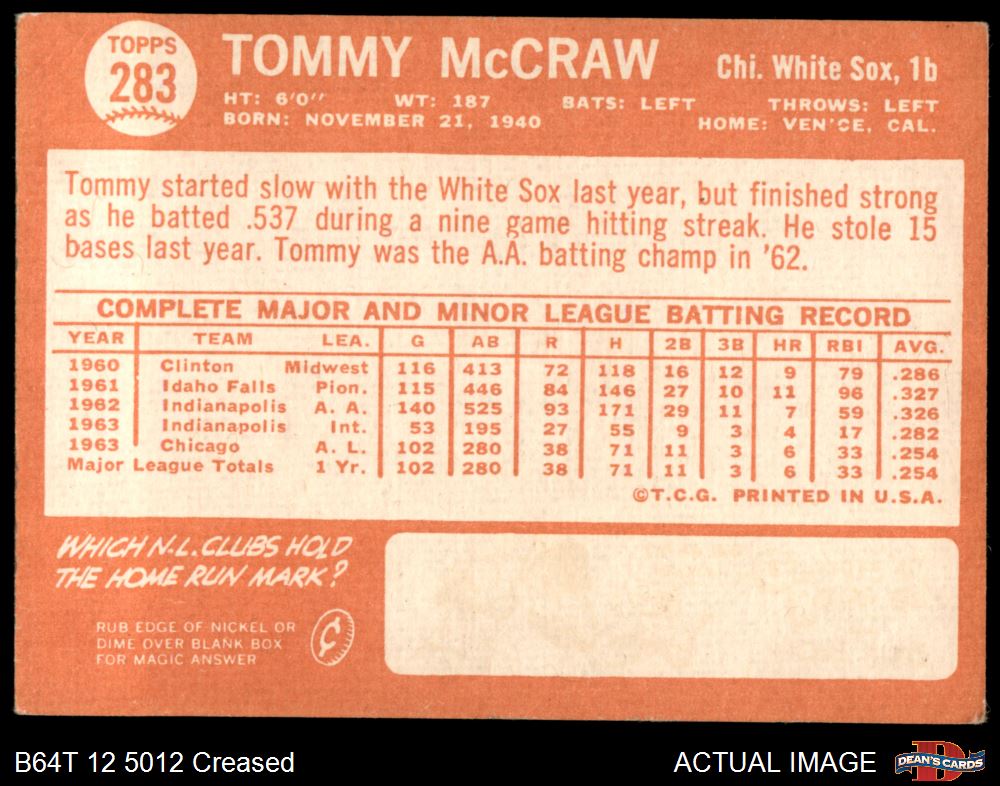 TOPPS
283
TOMMY McCRAW
Chi. White Sox, 1b
HT: 6'0" WT: 187 BATS: LEFT THROWS: LEFT
BORN: NOVEMBER 21, 1940 HOME: VEN'CE, CAL.
Tommy started slow with the White Sox last year, but finished strong
as he batted .537 during a nine game hitting streak. He stole 15
bases last year. Tommy was the A.A. batting champ in '62.
COMPLETE MAJOR AND MINOR LEAGUE BATTING RECORD
YEAR TEAM LEA. G AB R H 2B 3B HR RBI AVG.
1960 Clinton Midwest 116 413 72 118 16 12 9 79 .286
1961 Idaho Falls Pion. 115 446 84 146 27 10 11 96 .327
1962 Indianapolis A. A. 140 525 93 171 29 11 7 59 .326
1963 Indianapolis Int. 53 195 27 55 9 3 4 17 .282
1963 Chicago A. L. 102 280 38 71 11 3 6 33 .254
Major League Totals 1 Yr. 102 280 38 71 11 3 6 33 .254
©T.C.G. PRINTED IN U.S.A.
WHICH N.L. CLUBS HOLD
THE HOME RUN MARK?
RUB EDGE OF NICKEL OR
DIME OVER BLANK BOX
FOR MAGIC ANSWER
¢
B64T 12 5012 Creased
ACTUAL IMAGE
D
DEAN'S CARDS